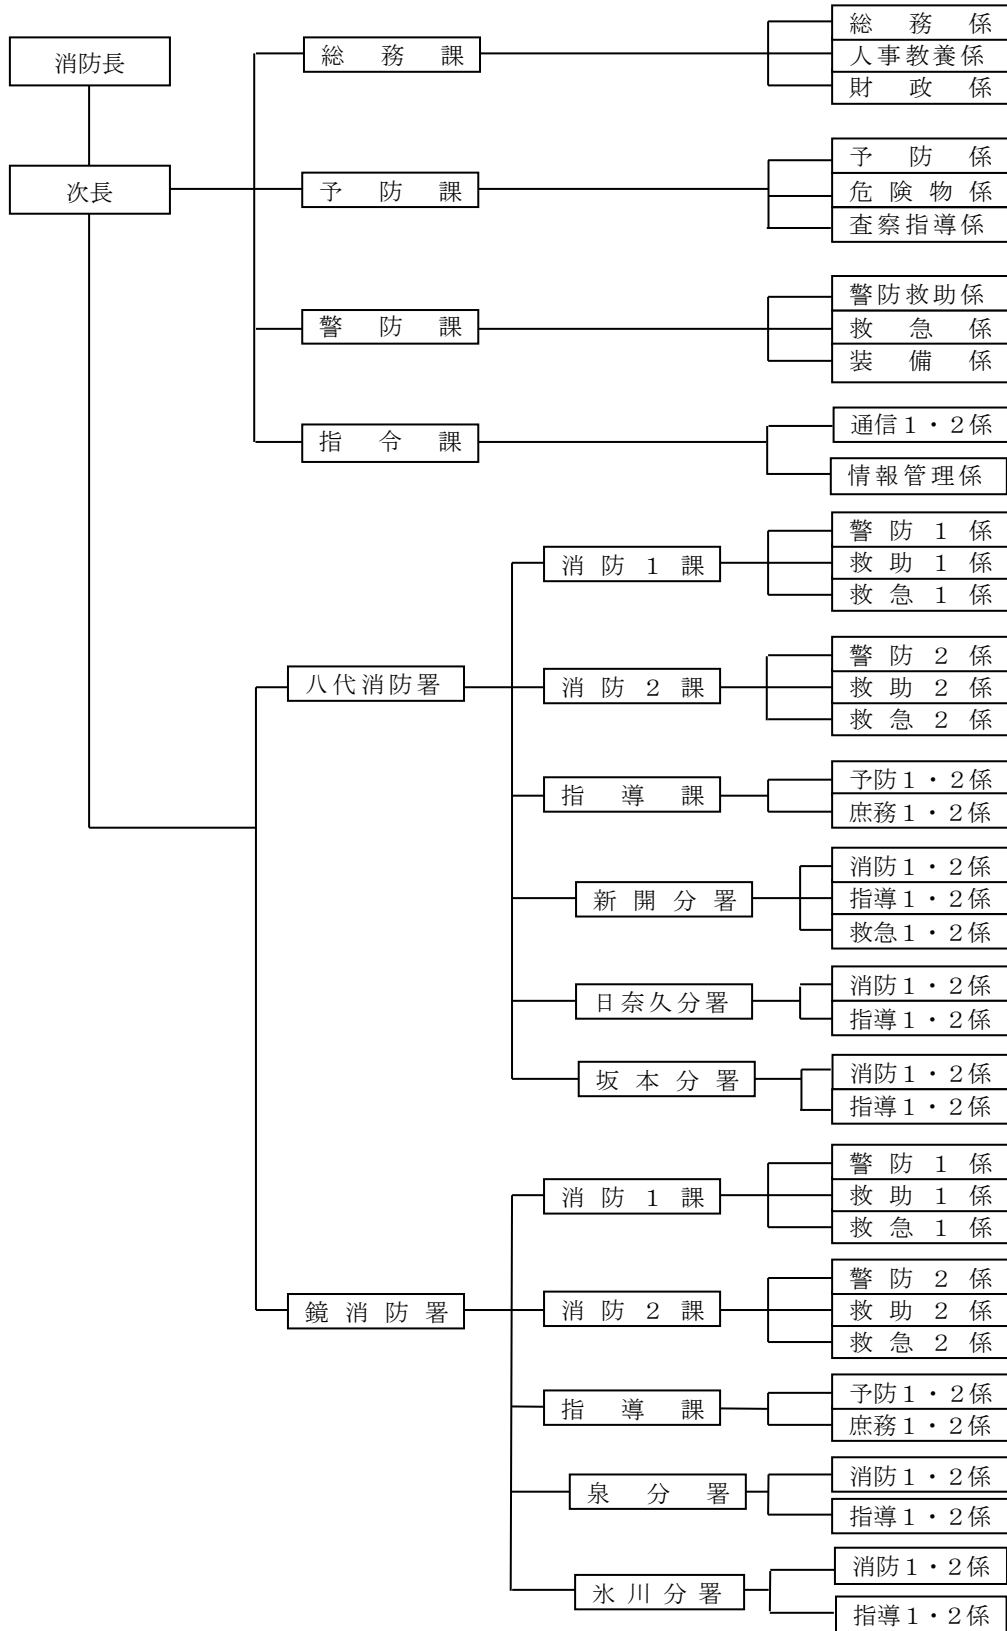 消防長
次長
総務課
総務係
人事教養係
財政係
予防課
予防係
危険物係
査察指導係
警防課
警防救助係
救急係
装備係
指令課
通信１・２係
情報管理係
八代消防署
消防１課
警防１係
救助１係
救急１係
消防２課
警防２係
救助２係
救急２係
指導課
予防１・２係
庶務１・２係
新開分署
消防１・２係
指導１・２係
救急１・２係
日奈久分署
消防１・２係
指導１・２係
坂本分署
消防１・２係
指導１・２係
鏡消防署
消防１課
警防１係
救助１係
救急１係
消防２課
警防２係
救助２係
救急２係
指導課
予防１・２係
庶務１・２係
泉分署
消防１・２係
指導１・２係
氷川分署
消防１・２係
指導１・２係